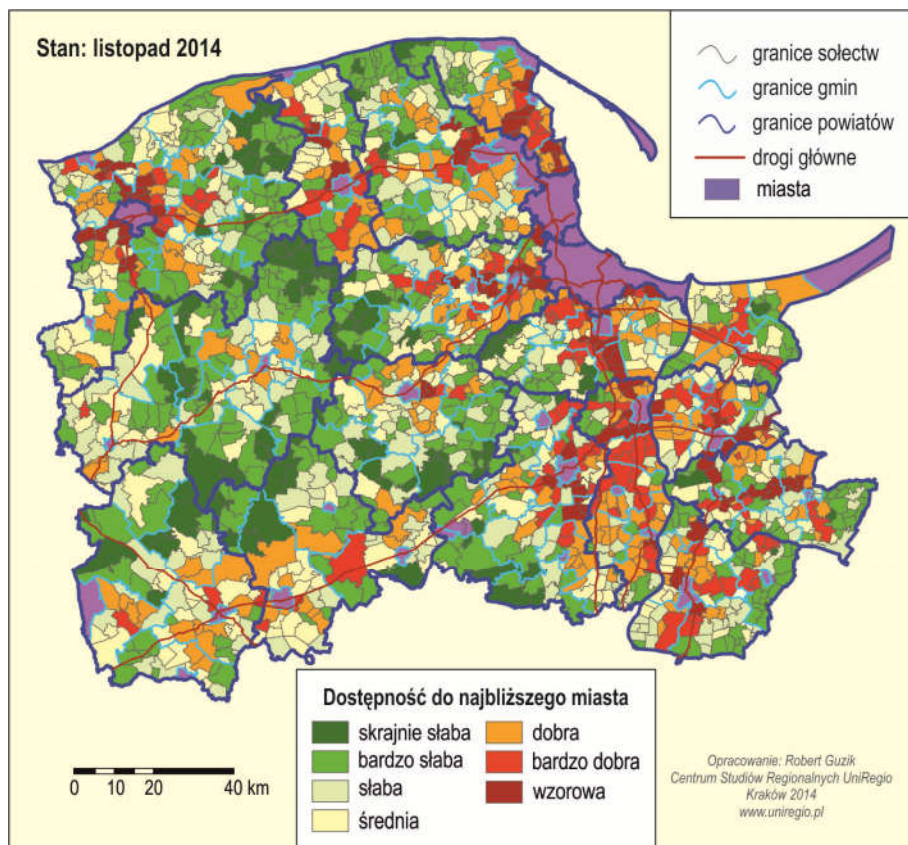 Stan: listopad 2014
granice sołectw
granice gmin
granice powiatów
drogi główne
miasta
Dostępność do najbliższego miasta
skrajnie słaba
bardzo słaba
słaba
średnia
dobra
bardzo dobra
wzorowa
0 10 20 40 km
Opracowanie: Robert Guzik
Centrum Studiów Regionalnych UniRegio
Kraków 2014
www.uniregio.pl